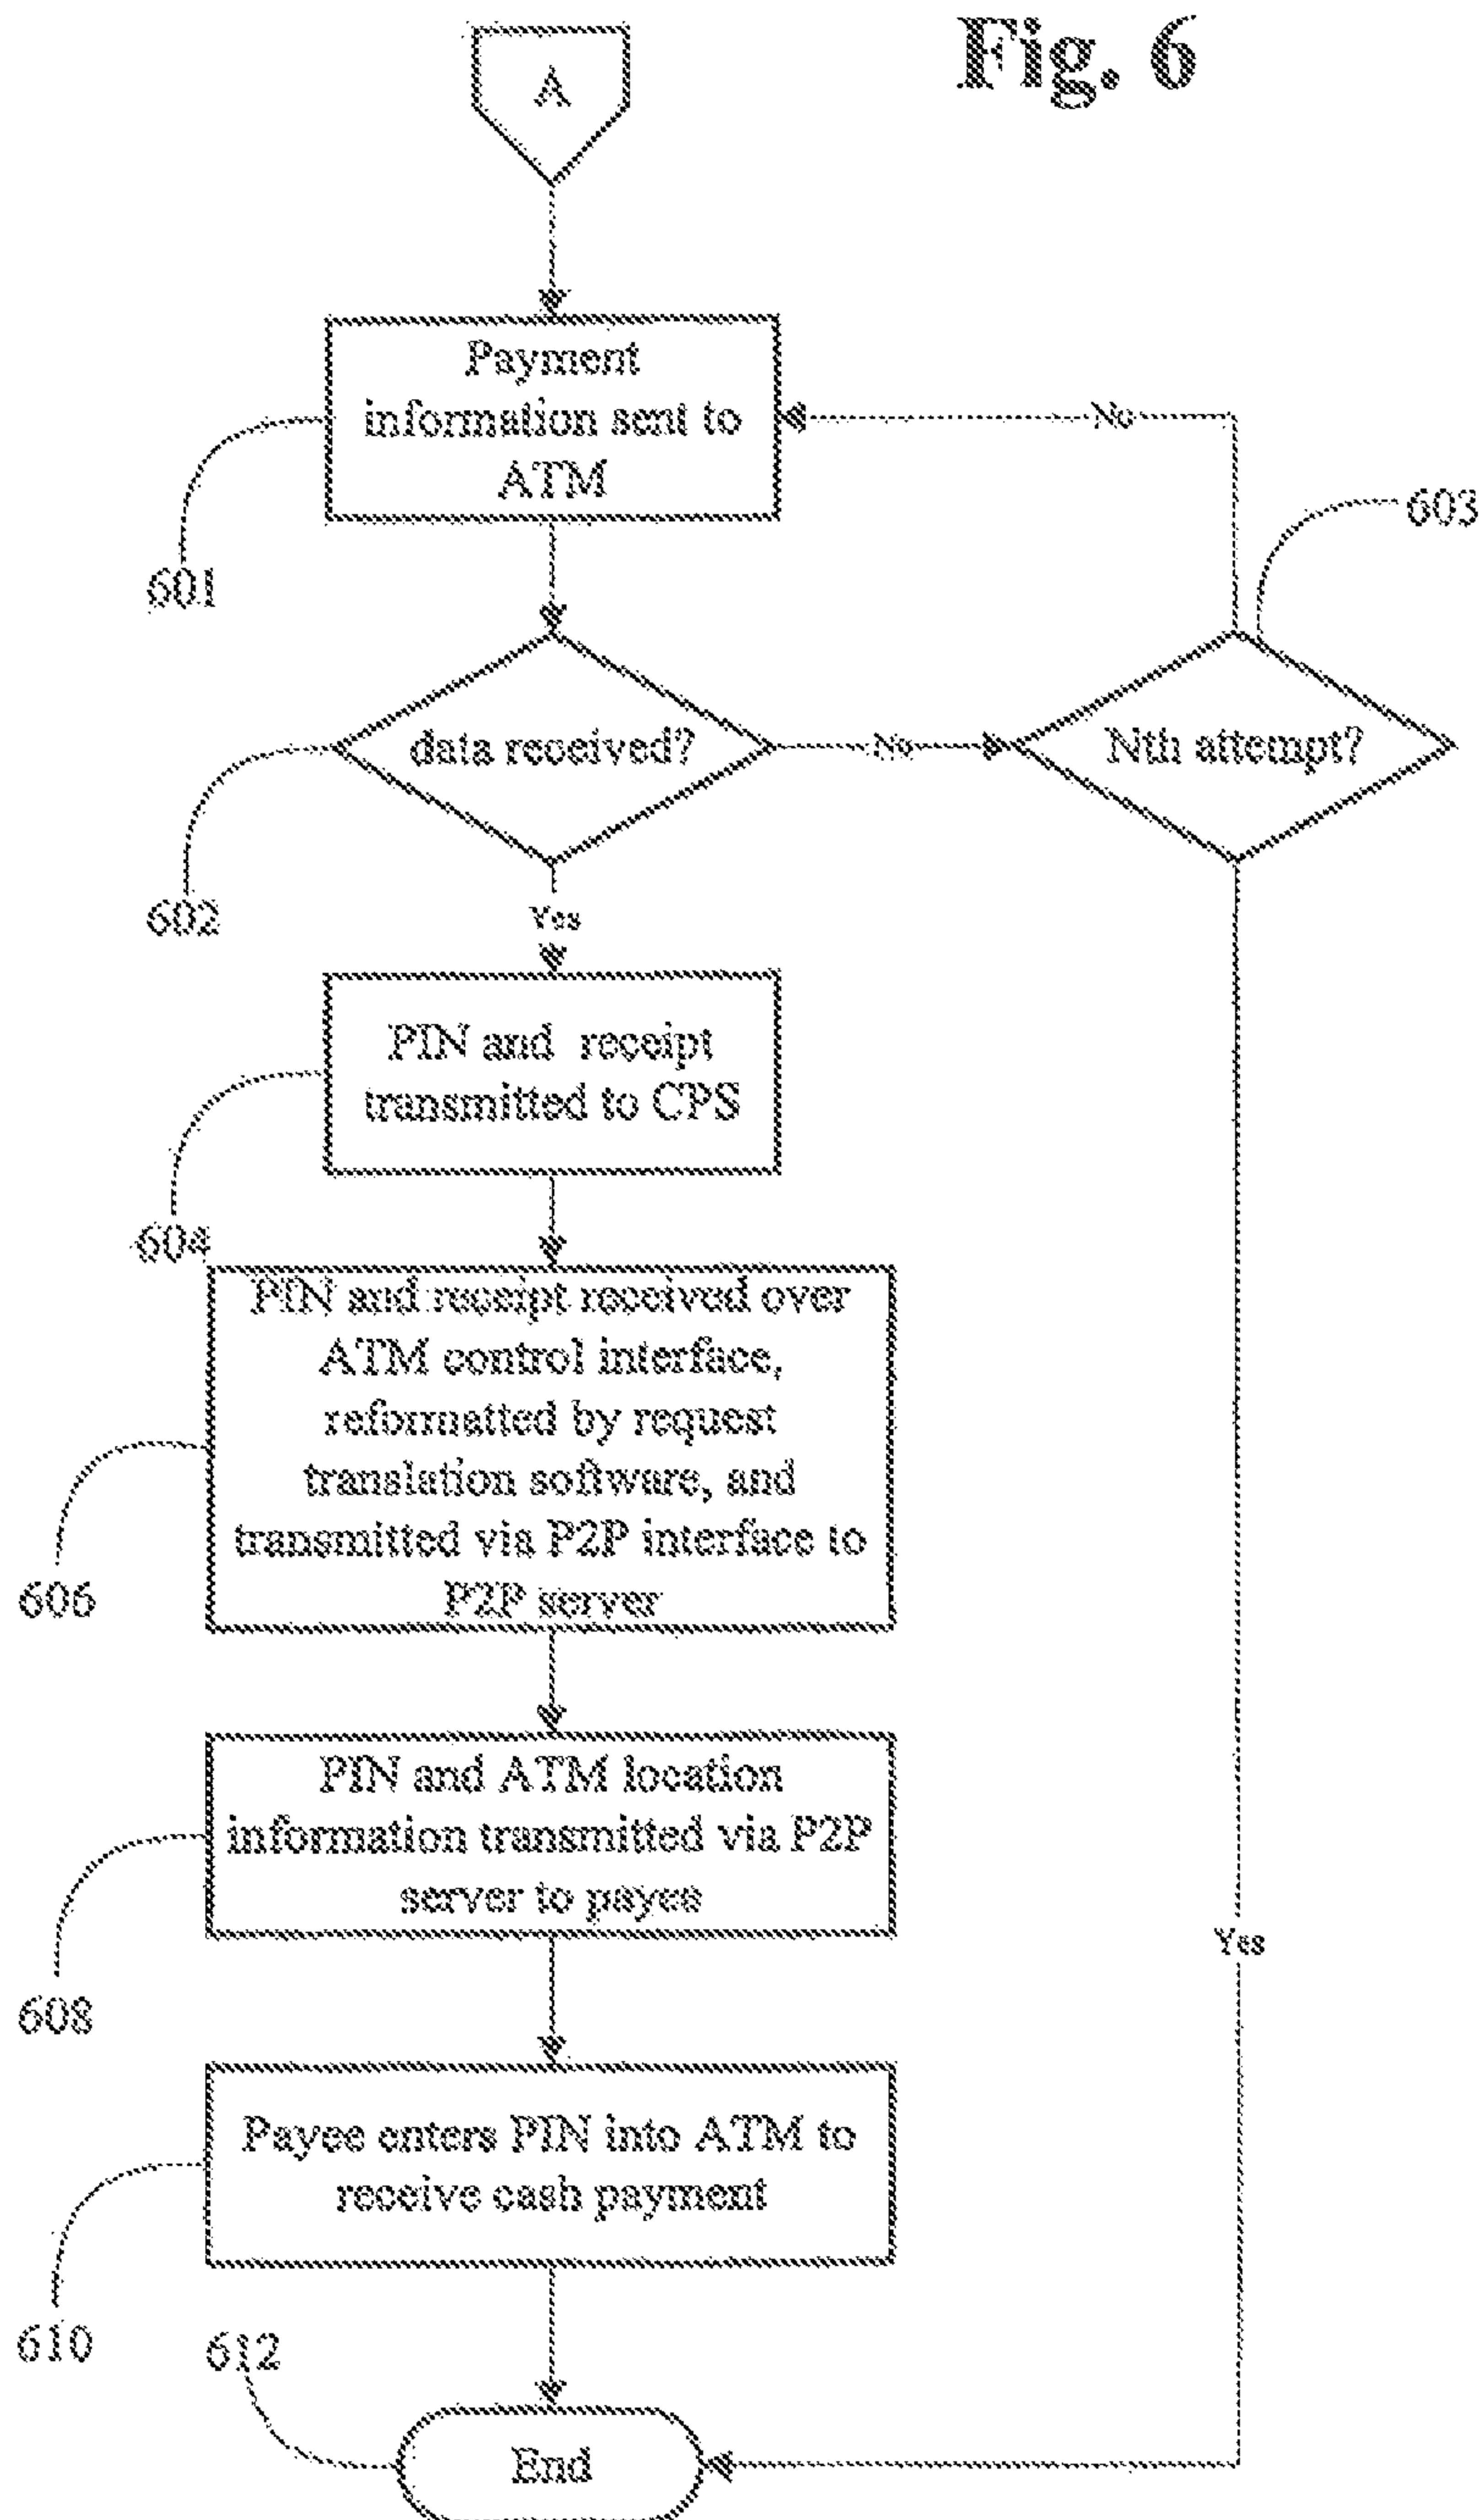 Fig. 6
A
Payment
information sent to
ATM
No
603
601
data received?
No
Nth attempt?
602
Yes
PIN and receipt
transmitted to CPS
604
PIN and receipt received over
ATM control interface,
reformatted by request
translation software, and
transmitted via P2P interface to
P2P server
606
PIN and ATM location
information transmitted via P2P
server to payee
Yes
608
Payee enters PIN into ATM to
receive cash payment
610
612
End